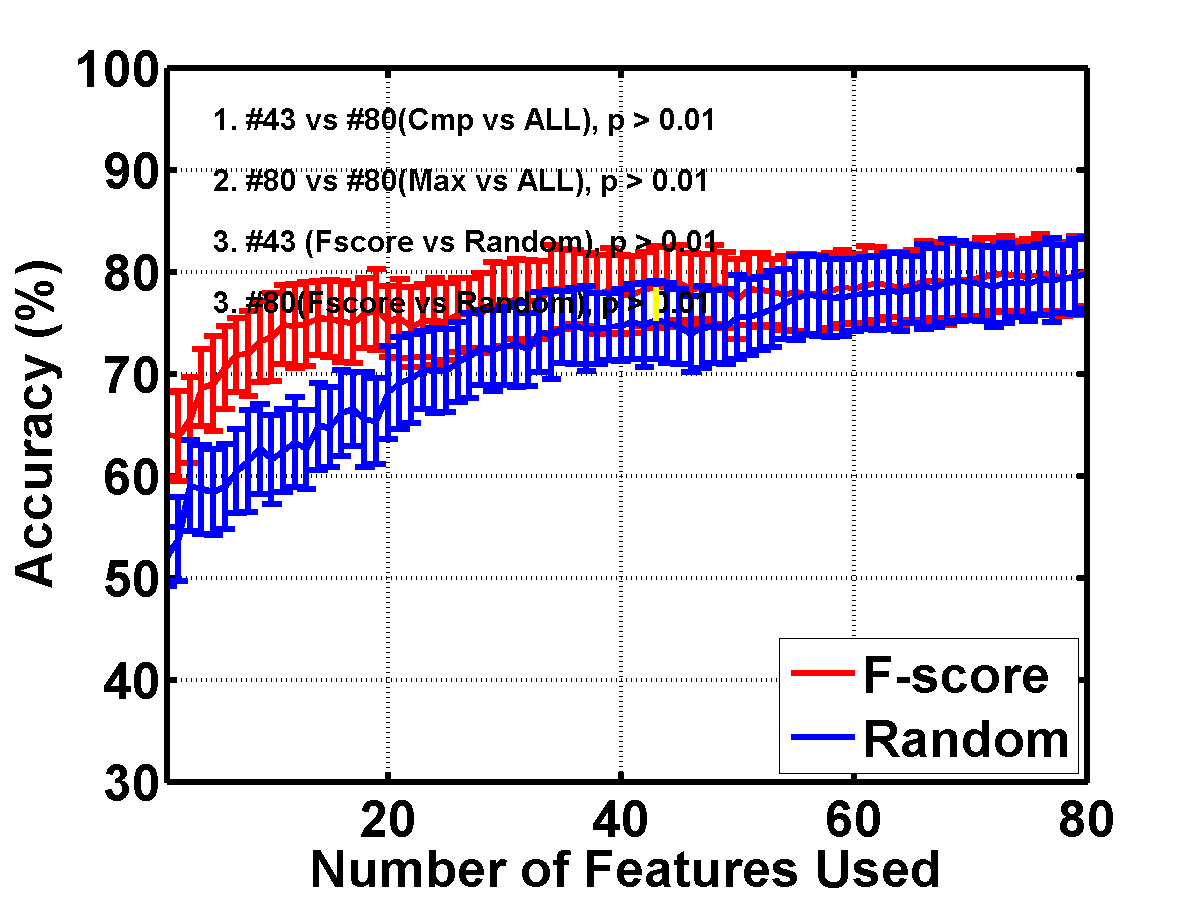 100
90
80
70
60
50
40
30
Accuracy (%)
1. #43 vs #80(Cmp vs ALL), p > 0.01
2. #80 vs #80(Max vs ALL), p > 0.01
3. #43 (Fscore vs Random), p > 0.01
3. #80(Fscore vs Random), p > 0.01
F-score
Random
20 40 60 80
Number of Features Used